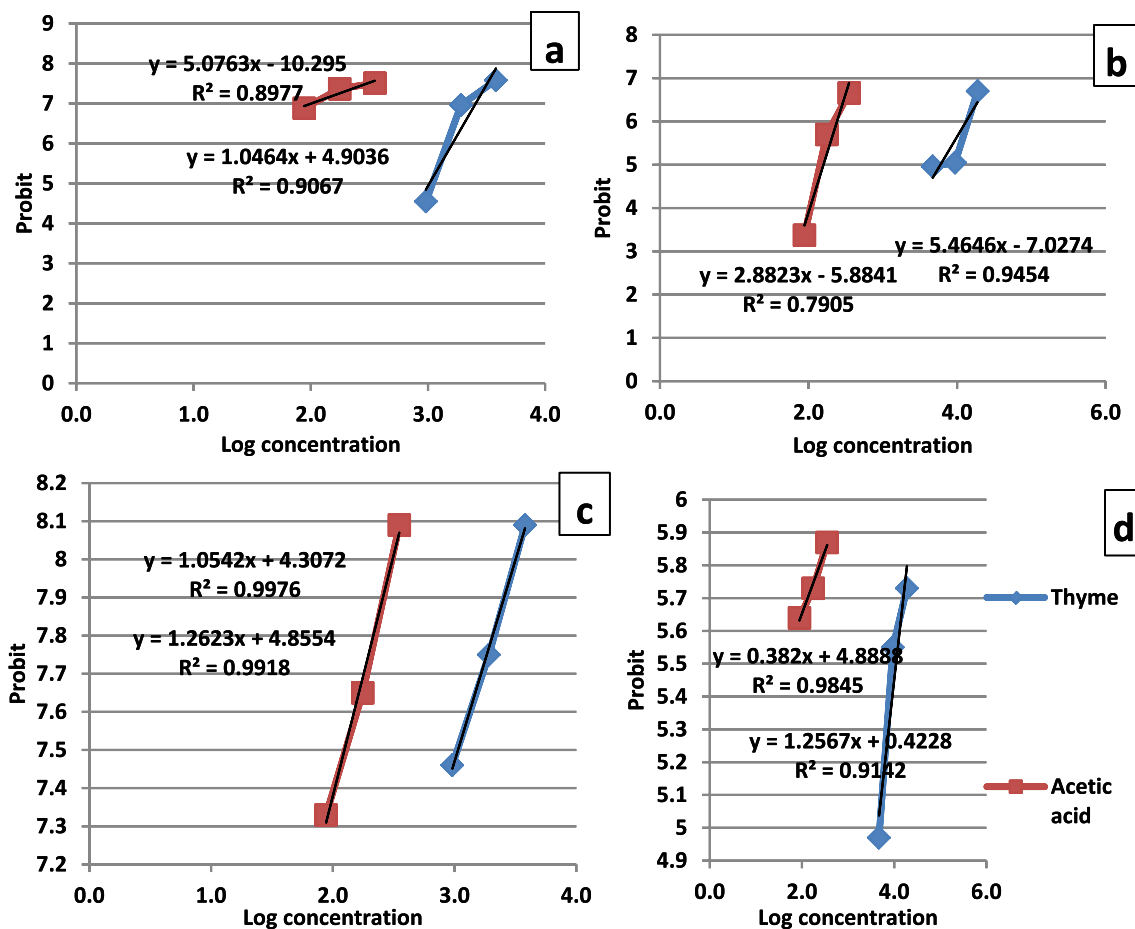 a
9
8
7
6
5
4
3
2
1
0
Probit
y = 5.0763x - 10.295
R² = 0.8977
y = 1.0464x + 4.9036
R² = 0.9067
0.0 1.0 2.0 3.0 4.0
Log concentration
b
8
7
6
5
4
3
2
1
0
Probit
y = 5.4646x - 7.0274
R² = 0.9454
y = 2.8823x - 5.8841
R² = 0.7905
0.0 2.0 4.0 6.0
Log concentration
c
8.2
8.1
8
7.9
7.8
7.7
7.6
7.5
7.4
7.3
7.2
Probit
y = 1.0542x + 4.3072
R² = 0.9976
y = 1.2623x + 4.8554
R² = 0.9918
0.0 1.0 2.0 3.0 4.0
Log concentration
d
6
5.9
5.8
5.7
5.6
5.5
5.4
5.3
5.2
5.1
5
4.9
Probit
y = 0.382x + 4.8888
R² = 0.9845
y = 1.2567x + 0.4228
R² = 0.9142
0.0 2.0 4.0 6.0
Log concentration
Thyme
Acetic
acid